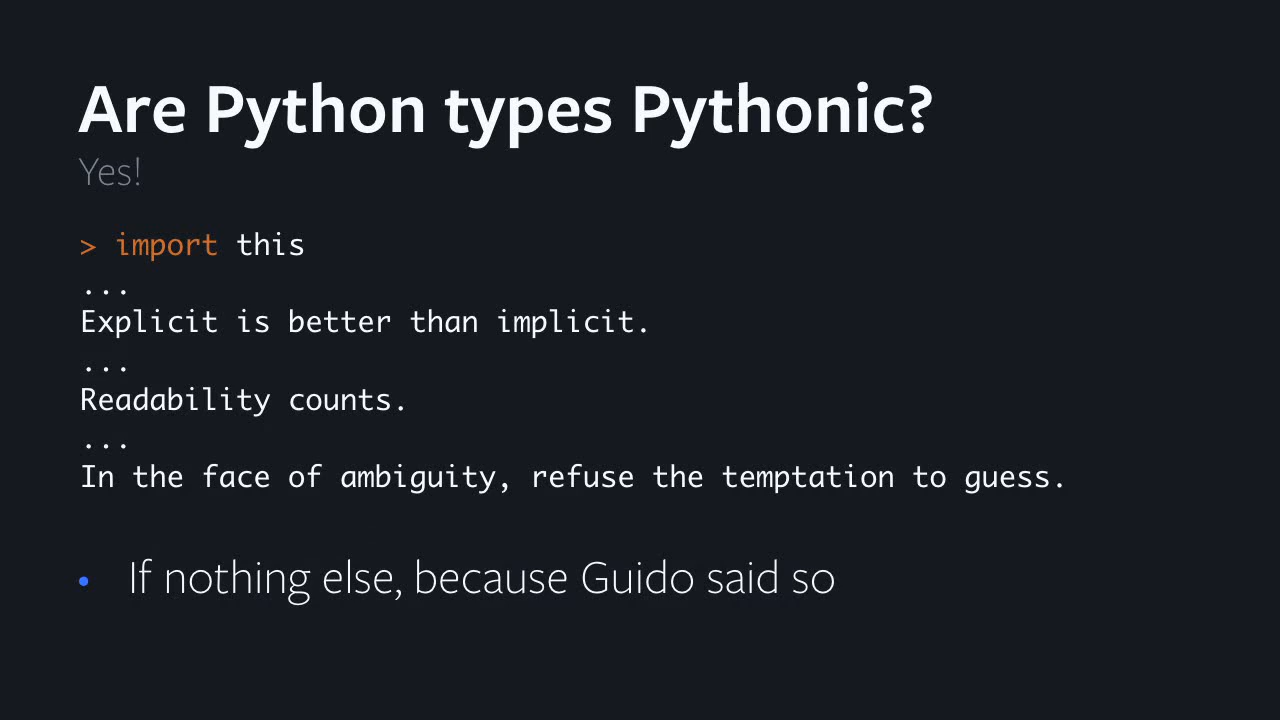 Are Python types Pythonic?
Yes!
> import this
...
Explicit is better than implicit.
...
Readability counts.
...
In the face of ambiguity, refuse the temptation to guess.
• If nothing else, because Guido said so